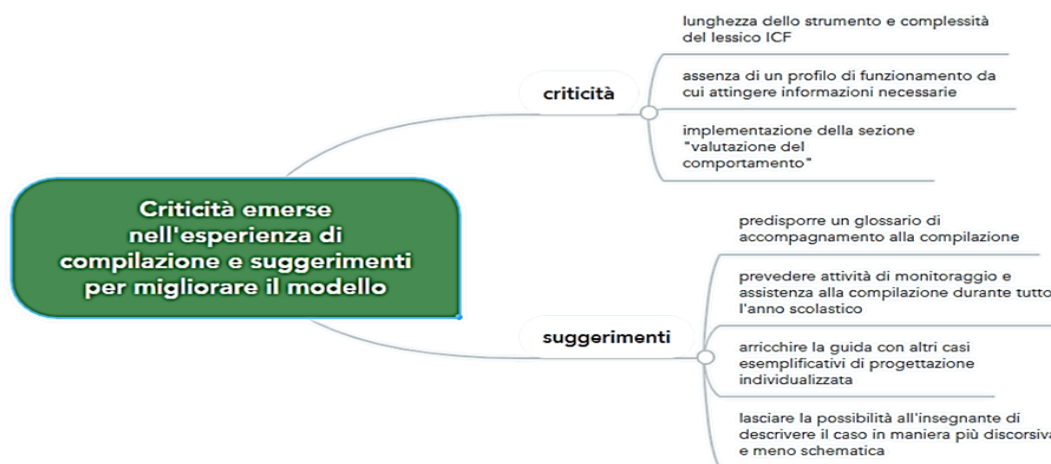 Criticità emerse
nell'esperienza di
compilazione e suggerimenti
per migliorare il modello
criticità
lunghezza dello strumento e complessità
del lessico ICF
assenza di un profilo di funzionamento da
cui attingere informazioni necessarie
implementazione della sezione
"valutazione del
comportamento"
suggerimenti
predisporre un glossario di
accompagnamento alla compilazione
prevedere attività di monitoraggio e
assistenza alla compilazione durante tutto
l'anno scolastico
arricchire la guida con altri casi
esemplificativi di progettazione
individualizzata
lasciare la possibilità all'insegnante di
descrivere il caso in maniera più discorsiva
e meno schematica